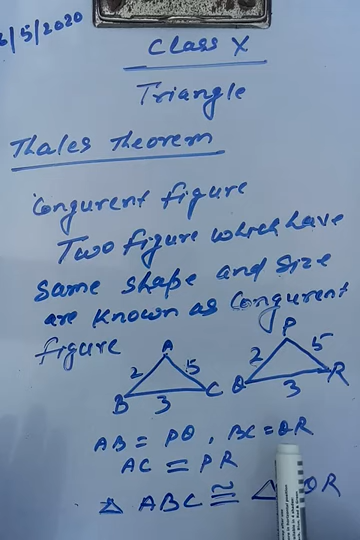 /5/2020
Class X
Triangle
Thales Theorem
Congurent figure
Two figure which have
same shape and size
are known as Congurent
figure
A
2 5
B 3 C
P
2 5
Q 3 R
AB = PQ , BC = QR
AC = PR
Δ ABC ≅ Δ QR